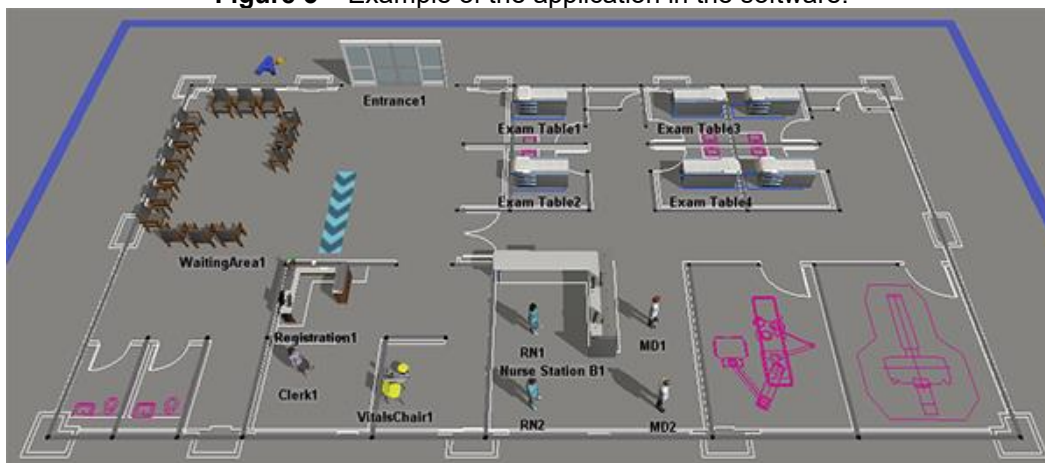 Figure 3 – Example of the application in the software.
A
Entrance1
Exam Table1
Exam Table3
Exam Table2
Exam Table4
WaitingArea1
Registration1
Clerk1
VitalsChair1
RN1
MD1
Nurse Station B1
RN2
MD2